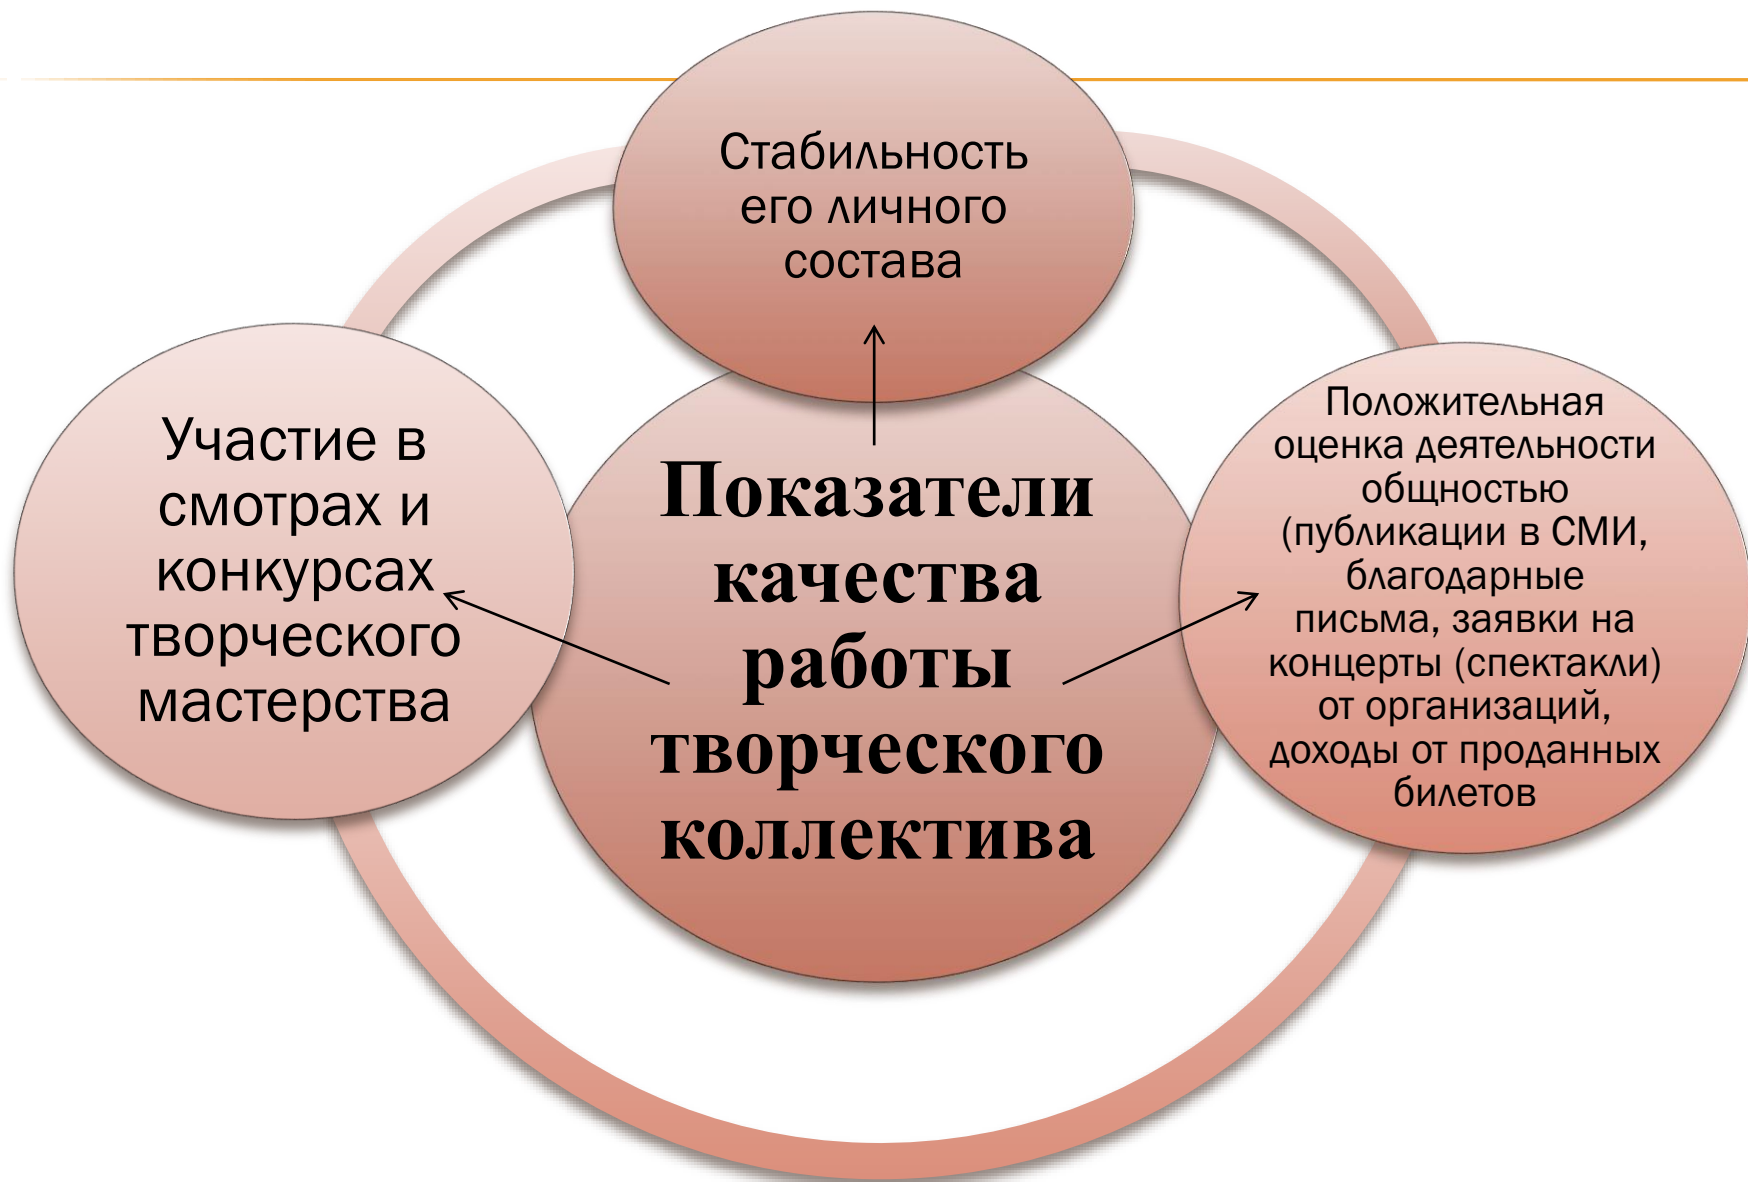 Стабильность
его личного
состава
Участие в
смотрах и
конкурсах
творческого
мастерства
Показатели
качества
работы
творческого
коллектива
Положительная
оценка деятельности
общностью
(публикации в СМИ,
благодарные
письма, заявки на
концерты (спектакли)
от организаций,
доходы от проданных
билетов